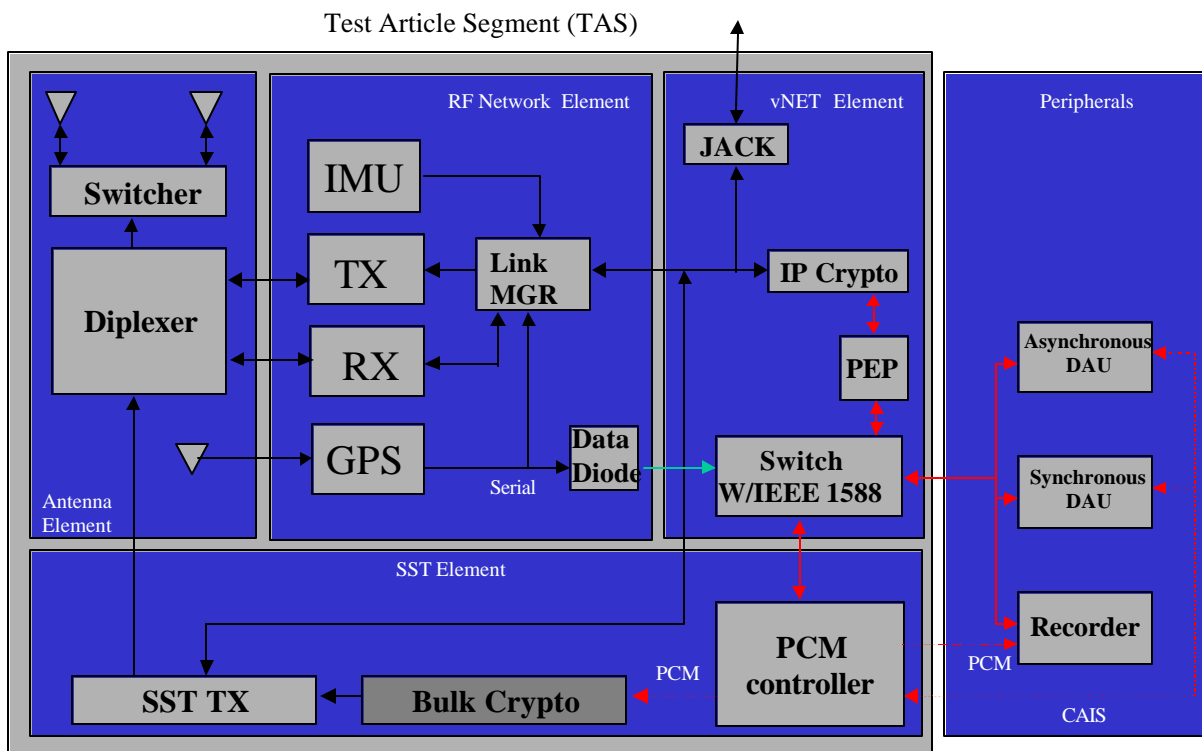 Test Article Segment (TAS)
RF Network Element
vNET Element
Peripherals
JACK
IMU
Switcher
TX
Link
MGR
IP Crypto
Diplexer
RX
PEP
Asynchronous
DAU
GPS
Data
Diode
Serial
Switch
W/IEEE 1588
Synchronous
DAU
Antenna
Element
SST Element
PCM
controller
Recorder
PCM
PCM
SST TX
Bulk Crypto
CAIS